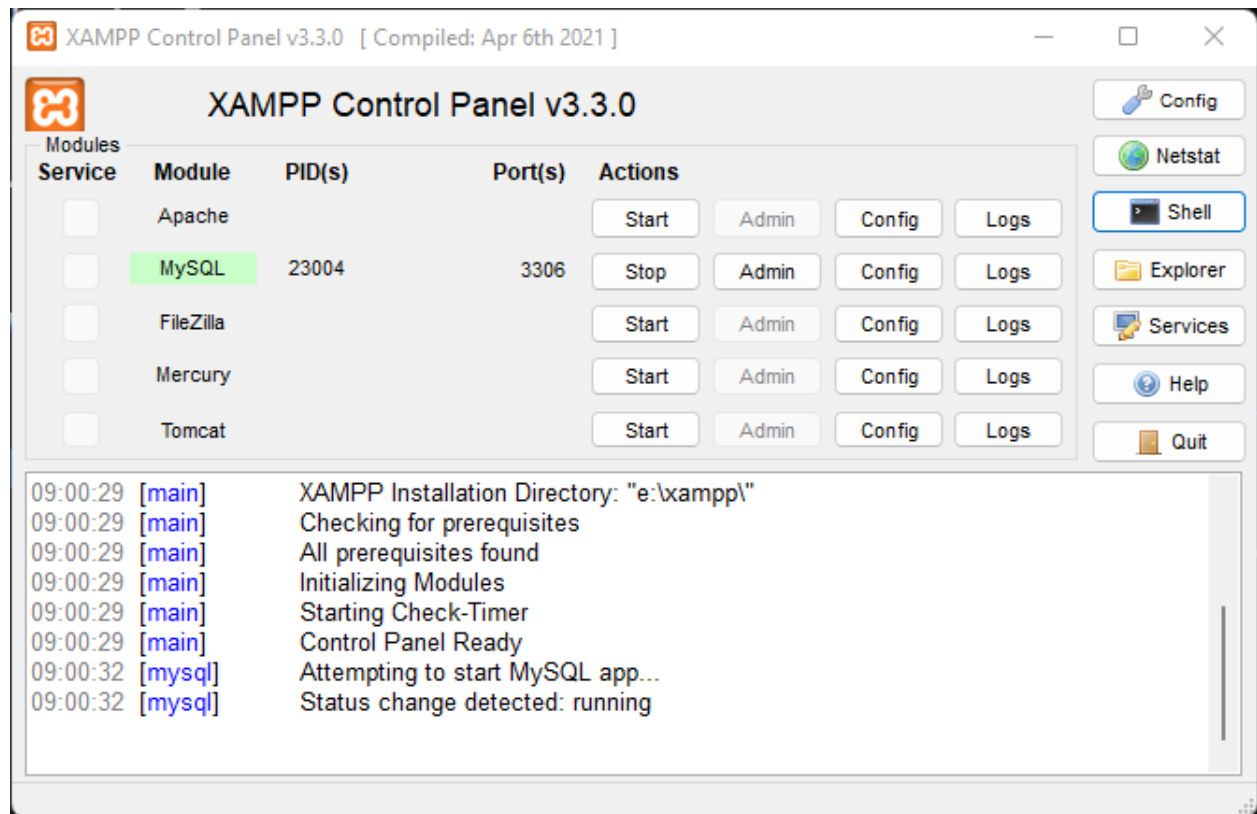 XAMPP Control Panel v3.3.0 [ Compiled: Apr 6th 2021 ]
XAMPP Control Panel v3.3.0
Config
Modules
Netstat
Service Module PID(s) Port(s) Actions
Apache Start Admin Config Logs
Shell
MySQL 23004 3306 Stop Admin Config Logs
Explorer
FileZilla Start Admin Config Logs
Services
Mercury Start Admin Config Logs
Help
Tomcat Start Admin Config Logs
Quit
09:00:29 [main] XAMPP Installation Directory: "e:\xampp\"
09:00:29 [main] Checking for prerequisites
09:00:29 [main] All prerequisites found
09:00:29 [main] Initializing Modules
09:00:29 [main] Starting Check-Timer
09:00:29 [main] Control Panel Ready
09:00:32 [mysql] Attempting to start MySQL app...
09:00:32 [mysql] Status change detected: running